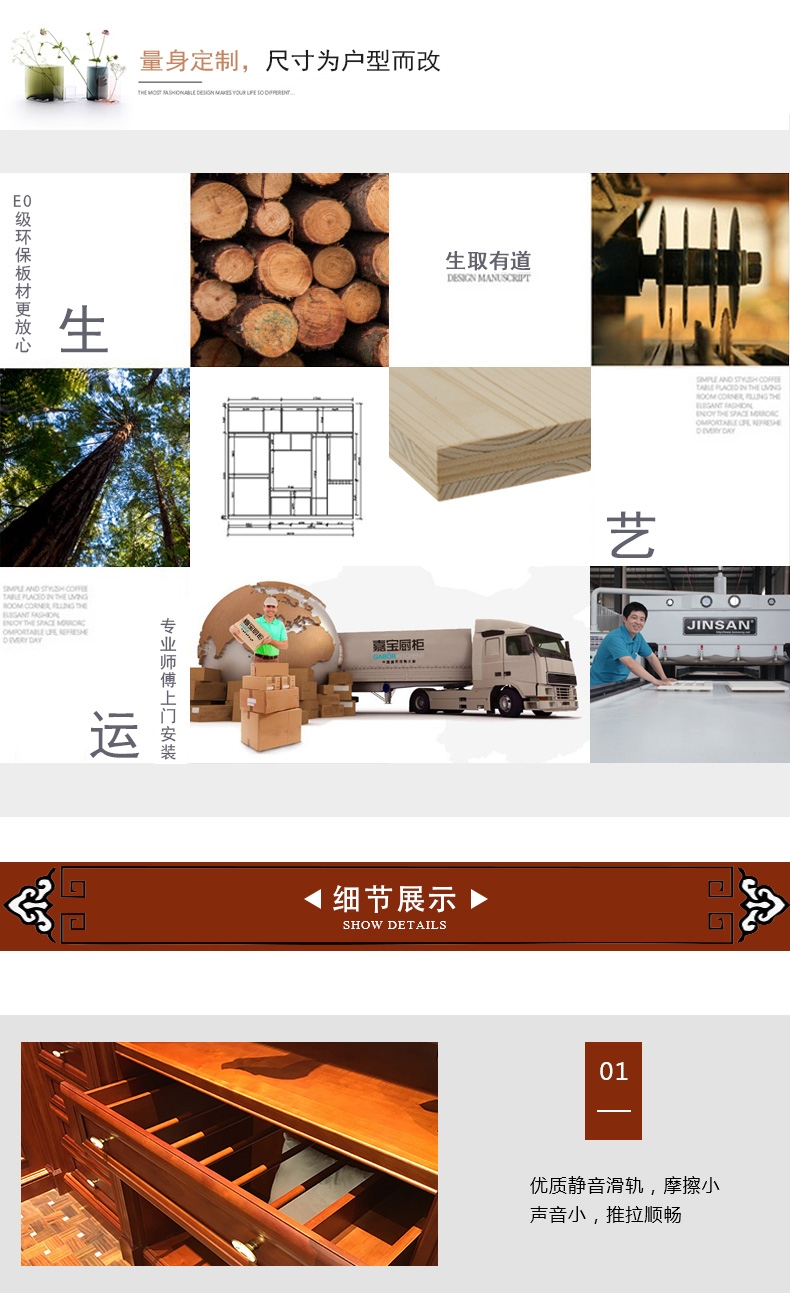 量身定制，尺寸为户型而改
THE MOST FASHIONABLE DESIGN MAKES YOUR LIFE SO DIFFERENT...
E0级环保板材更放心
生
生取有道
DESIGN MANUSCRIPT
SIMPLE AND STYLISH COFFEE
TABLE PLACED IN THE LIVING
ROOM CORNER, FILLING THE
ELEGANT FASHION,
ENJOY THE SPACE MIRRORC
OMFORTABLE LIFE, REFRESHE
D EVERY DAY
艺
SIMPLE AND STYLISH COFFEE
TABLE PLACED IN THE LIVING
ROOM CORNER, FILLING THE
ELEGANT FASHION,
ENJOY THE SPACE MIRRORC
OMFORTABLE LIFE, REFRESHE
D EVERY DAY
运
专业师傅上门安装
嘉宝厨柜
JINSAN
细节展示
SHOW DETAILS
01
优质静音滑轨，摩擦小
声音小，推拉顺畅